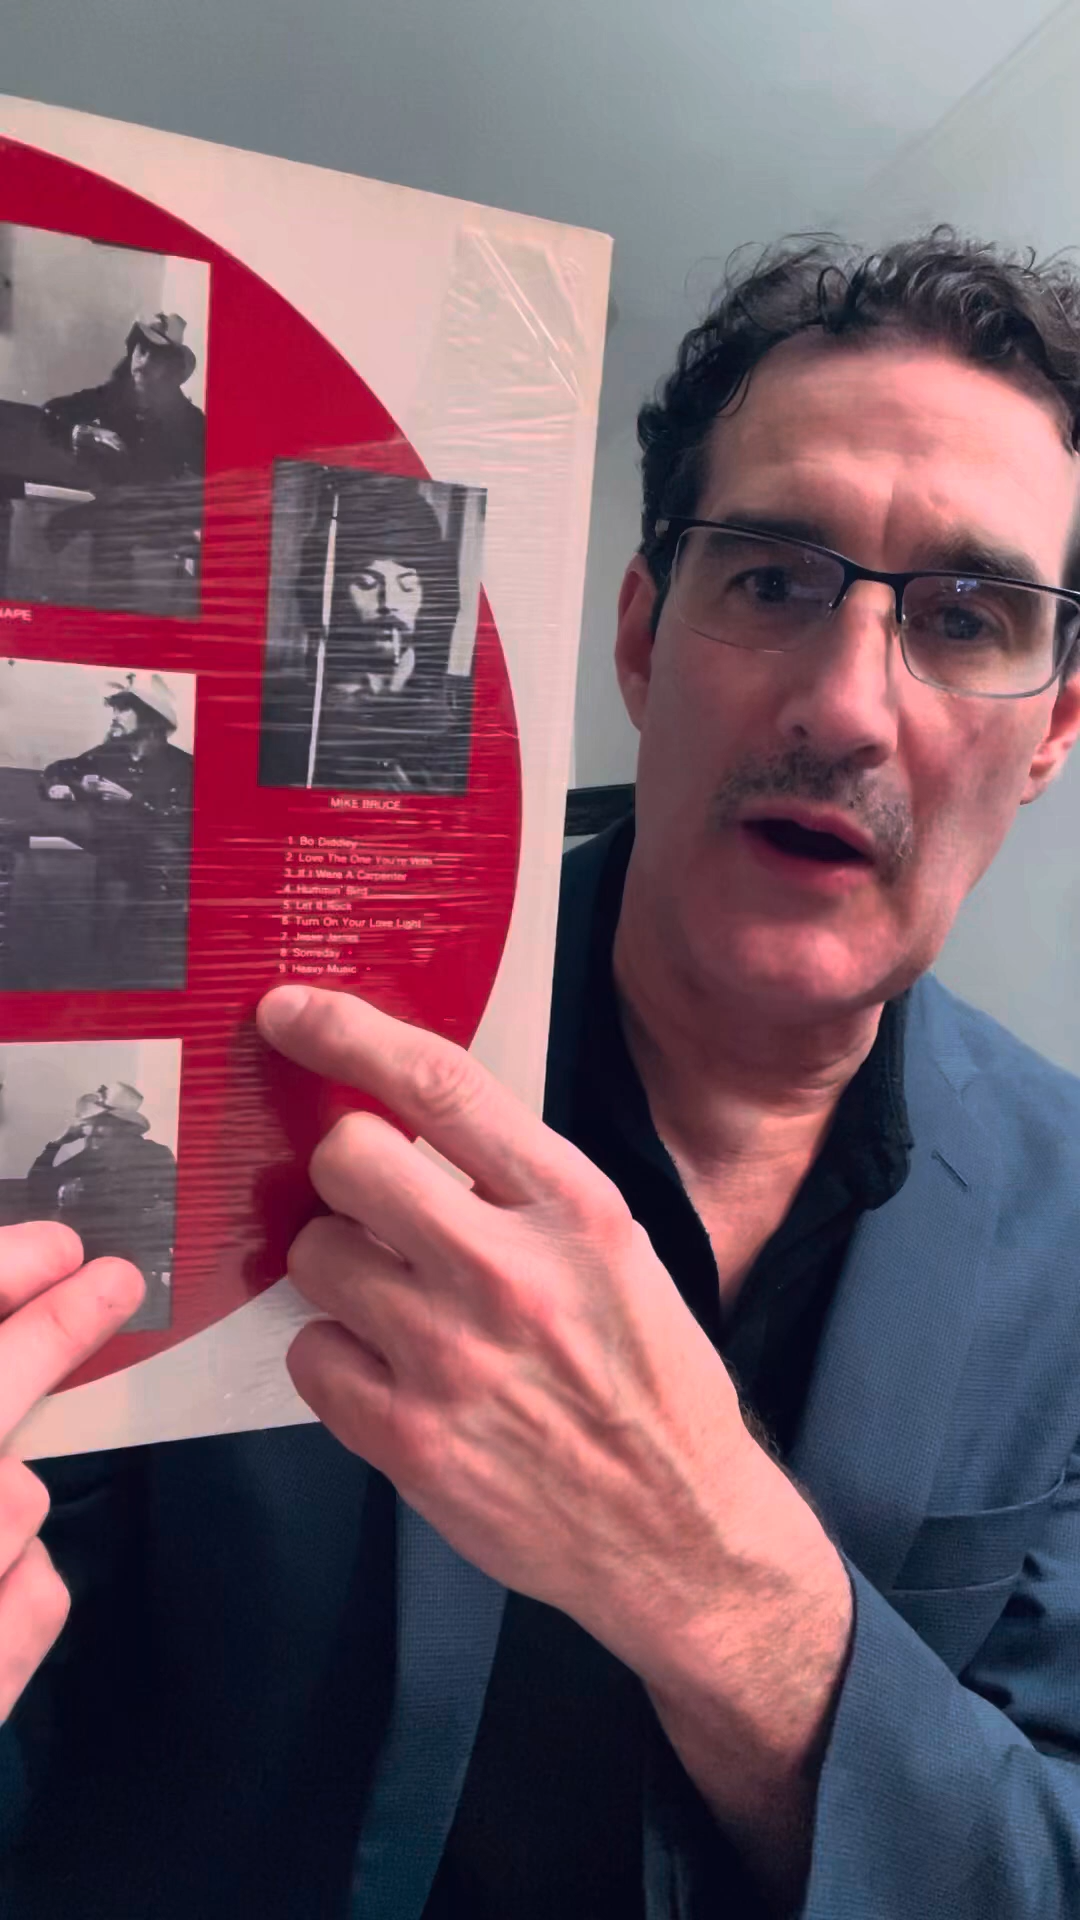 APE
MIKE BRUCE
1 Bo Diddley
2 Love The One You're With
3 If I Were A Carpenter
4 Hummin' Bird
5 Let It Rock
6 Turn On Your Love Light
7 Jesse James
8 Someday
9 Heavy Music